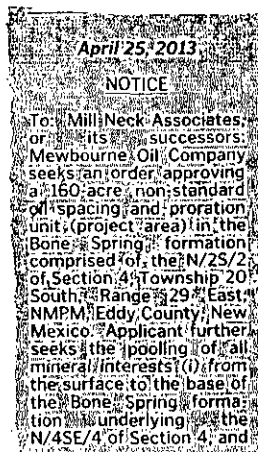 April 25, 2013
NOTICE
To: Mill Neck Associates,
or its successors:
Mewbourne Oil Company
seeks an order approving
a 160-acre non-standard
oil spacing and proration
unit (project area) in the
Bone Spring formation
comprised of the N/2S/2
of Section 4, Township 20
South, Range 29 East,
NMPM, Eddy County, New
Mexico. Applicant further
seeks the pooling of all
mineral interests (i) from
the surface to the base of
the Bone Spring forma-
tion underlying the
N/4SE/4 of Section 4, and